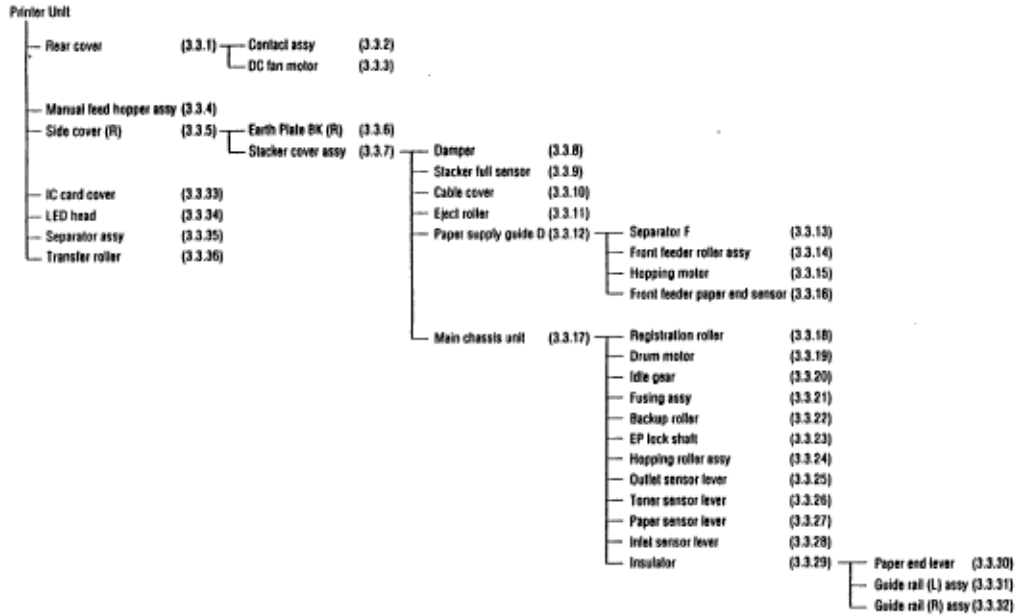 Printer Unit
Rear cover (3.3.1) Contact assy (3.3.2)
DC fan motor (3.3.3)
Manual feed hopper assy (3.3.4)
Side cover (R) (3.3.5) Earth Plate BK (R) (3.3.6)
Stacker cover assy (3.3.7) Damper (3.3.8)
Stacker full sensor (3.3.9)
IC card cover (3.3.33) Cable cover (3.3.10)
LED head (3.3.34) Eject roller (3.3.11)
Separator assy (3.3.35) Paper supply guide D (3.3.12) Separator F (3.3.13)
Transfer roller (3.3.36) Front feeder roller assy (3.3.14)
Hopping motor (3.3.15)
Front feeder paper end sensor (3.3.16)
Main chassis unit (3.3.17) Registration roller (3.3.18)
Drum motor (3.3.19)
Idle gear (3.3.20)
Fusing assy (3.3.21)
Backup roller (3.3.22)
EP lock shaft (3.3.23)
Hopping roller assy (3.3.24)
Outlet sensor lever (3.3.25)
Toner sensor lever (3.3.26)
Paper sensor lever (3.3.27)
Inlet sensor lever (3.3.28)
Insulator (3.3.29) Paper end lever (3.3.30)
Guide rail (L) assy (3.3.31)
Guide rail (R) assy (3.3.32)